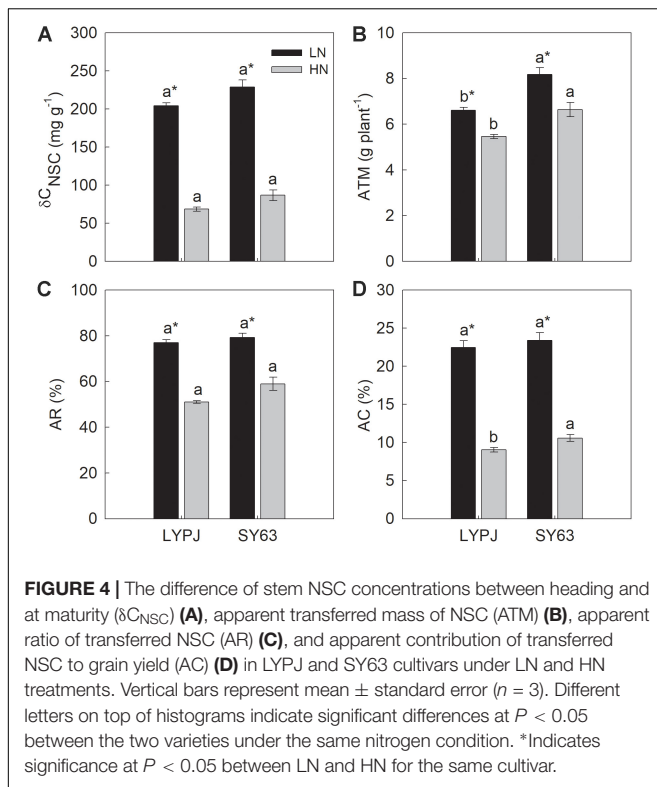 A
B
LN
HN
δC_NSC (mg g⁻¹)
300
250
200
150
100
50
0
a*
a
a*
a
ATM (g plant⁻¹)
10
8
6
4
2
0
b*
b
a*
a
C
D
AR (%)
100
80
60
40
20
0
a*
a
a*
a
LYPJ
SY63
AC (%)
30
25
20
15
10
5
0
a*
b
a*
a
LYPJ
SY63
FIGURE 4 | The difference of stem NSC concentrations between heading and
at maturity (δC_NSC) (A), apparent transferred mass of NSC (ATM) (B), apparent
ratio of transferred NSC (AR) (C), and apparent contribution of transferred
NSC to grain yield (AC) (D) in LYPJ and SY63 cultivars under LN and HN
treatments. Vertical bars represent mean ± standard error (n = 3). Different
letters on top of histograms indicate significant differences at P < 0.05
between the two varieties under the same nitrogen condition. *Indicates
significance at P < 0.05 between LN and HN for the same cultivar.